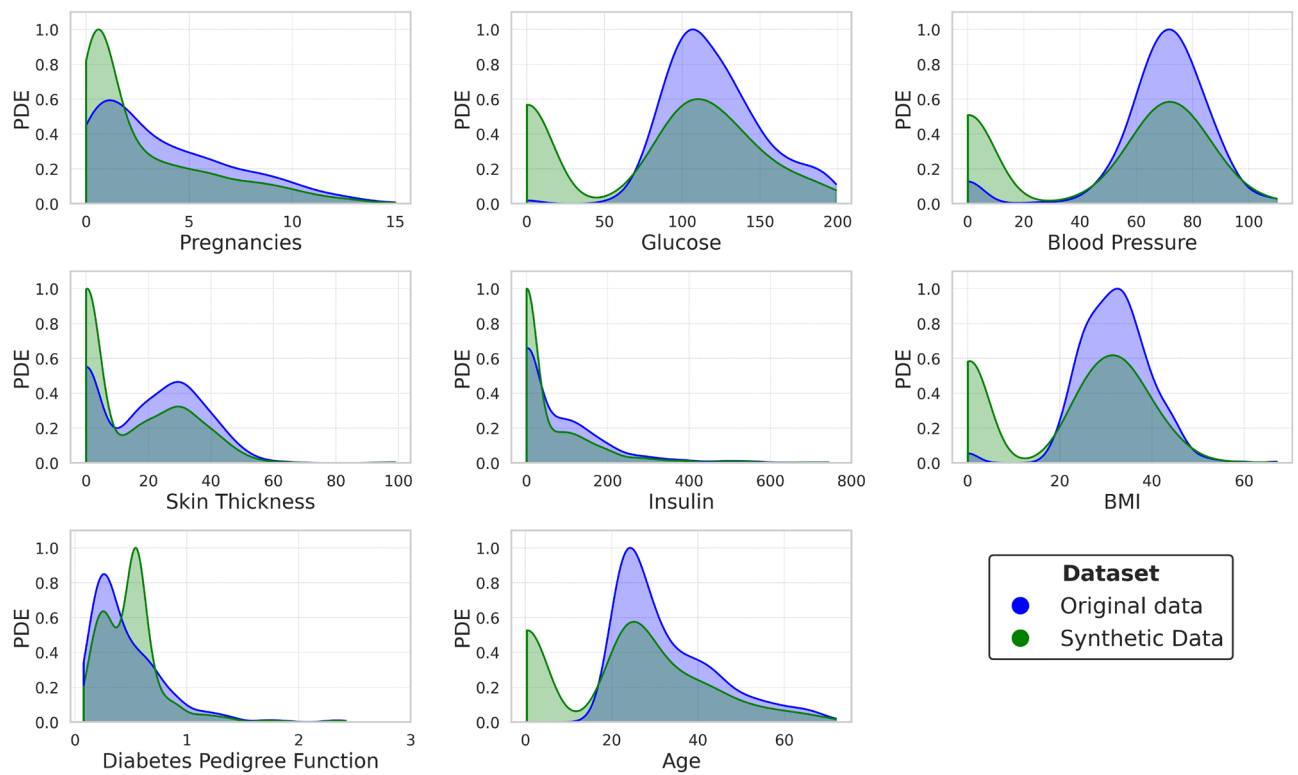 PDE
1.0
0.8
0.6
0.4
0.2
0.0
0 5 10 15
Pregnancies
PDE
1.0
0.8
0.6
0.4
0.2
0.0
0 50 100 150 200
Glucose
PDE
1.0
0.8
0.6
0.4
0.2
0.0
0 20 40 60 80 100
Blood Pressure
PDE
1.0
0.8
0.6
0.4
0.2
0.0
0 20 40 60 80 100
Skin Thickness
PDE
1.0
0.8
0.6
0.4
0.2
0.0
0 200 400 600 800
Insulin
PDE
1.0
0.8
0.6
0.4
0.2
0.0
0 20 40 60
BMI
PDE
1.0
0.8
0.6
0.4
0.2
0.0
0 1 2 3
Diabetes Pedigree Function
PDE
1.0
0.8
0.6
0.4
0.2
0.0
0 20 40 60
Age
Dataset
Original data
Synthetic Data